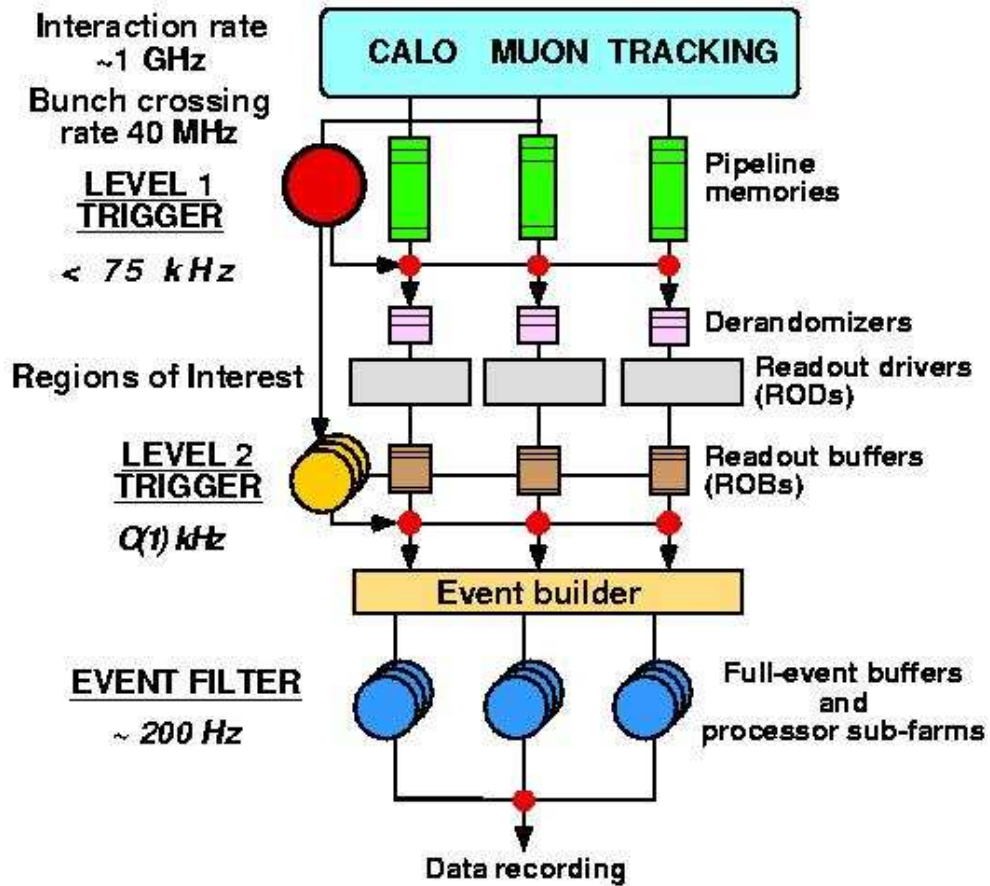 Interaction rate
~1 GHz
Bunch crossing
rate 40 MHz
CALO MUON TRACKING
LEVEL 1
TRIGGER
< 75 kHz
Pipeline
memories
Derandomizers
Regions of Interest
Readout drivers
(RODs)
LEVEL 2
TRIGGER
O(1) kHz
Readout buffers
(ROBs)
Event builder
EVENT FILTER
~ 200 Hz
Full-event buffers
and
processor sub-farms
Data recording